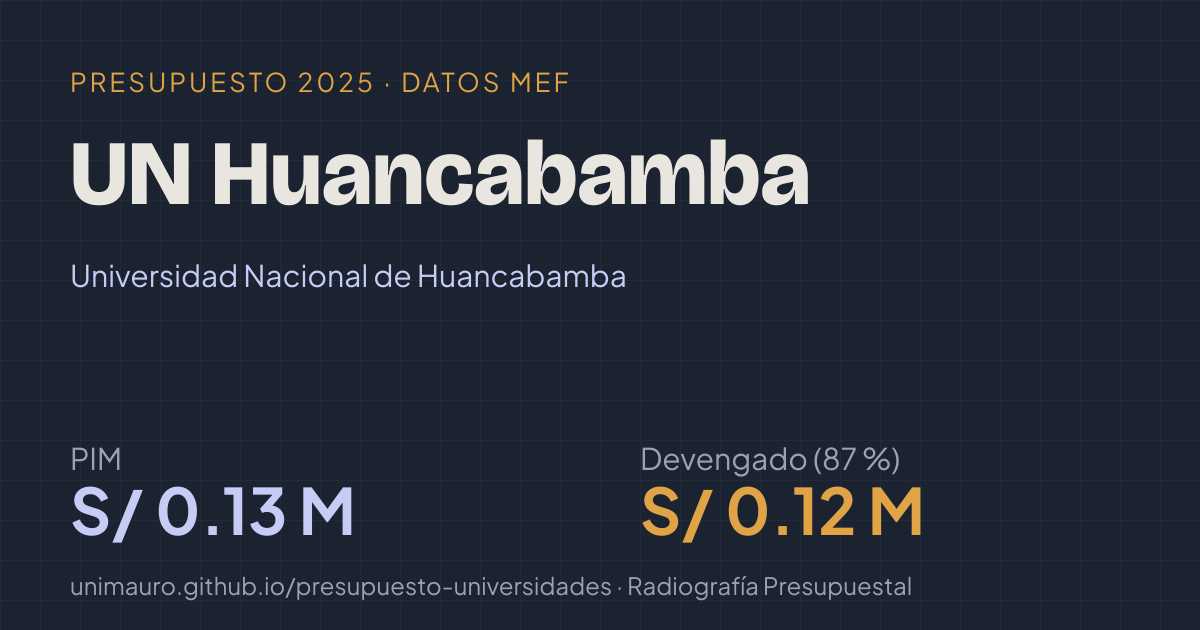 PRESUPUESTO 2025 · DATOS MEF
UN Huancabamba
Universidad Nacional de Huancabamba
PIM
S/ 0.13 M
Devengado (87 %)
S/ 0.12 M
unimauro.github.io/presupuesto-universidades · Radiografía Presupuestal